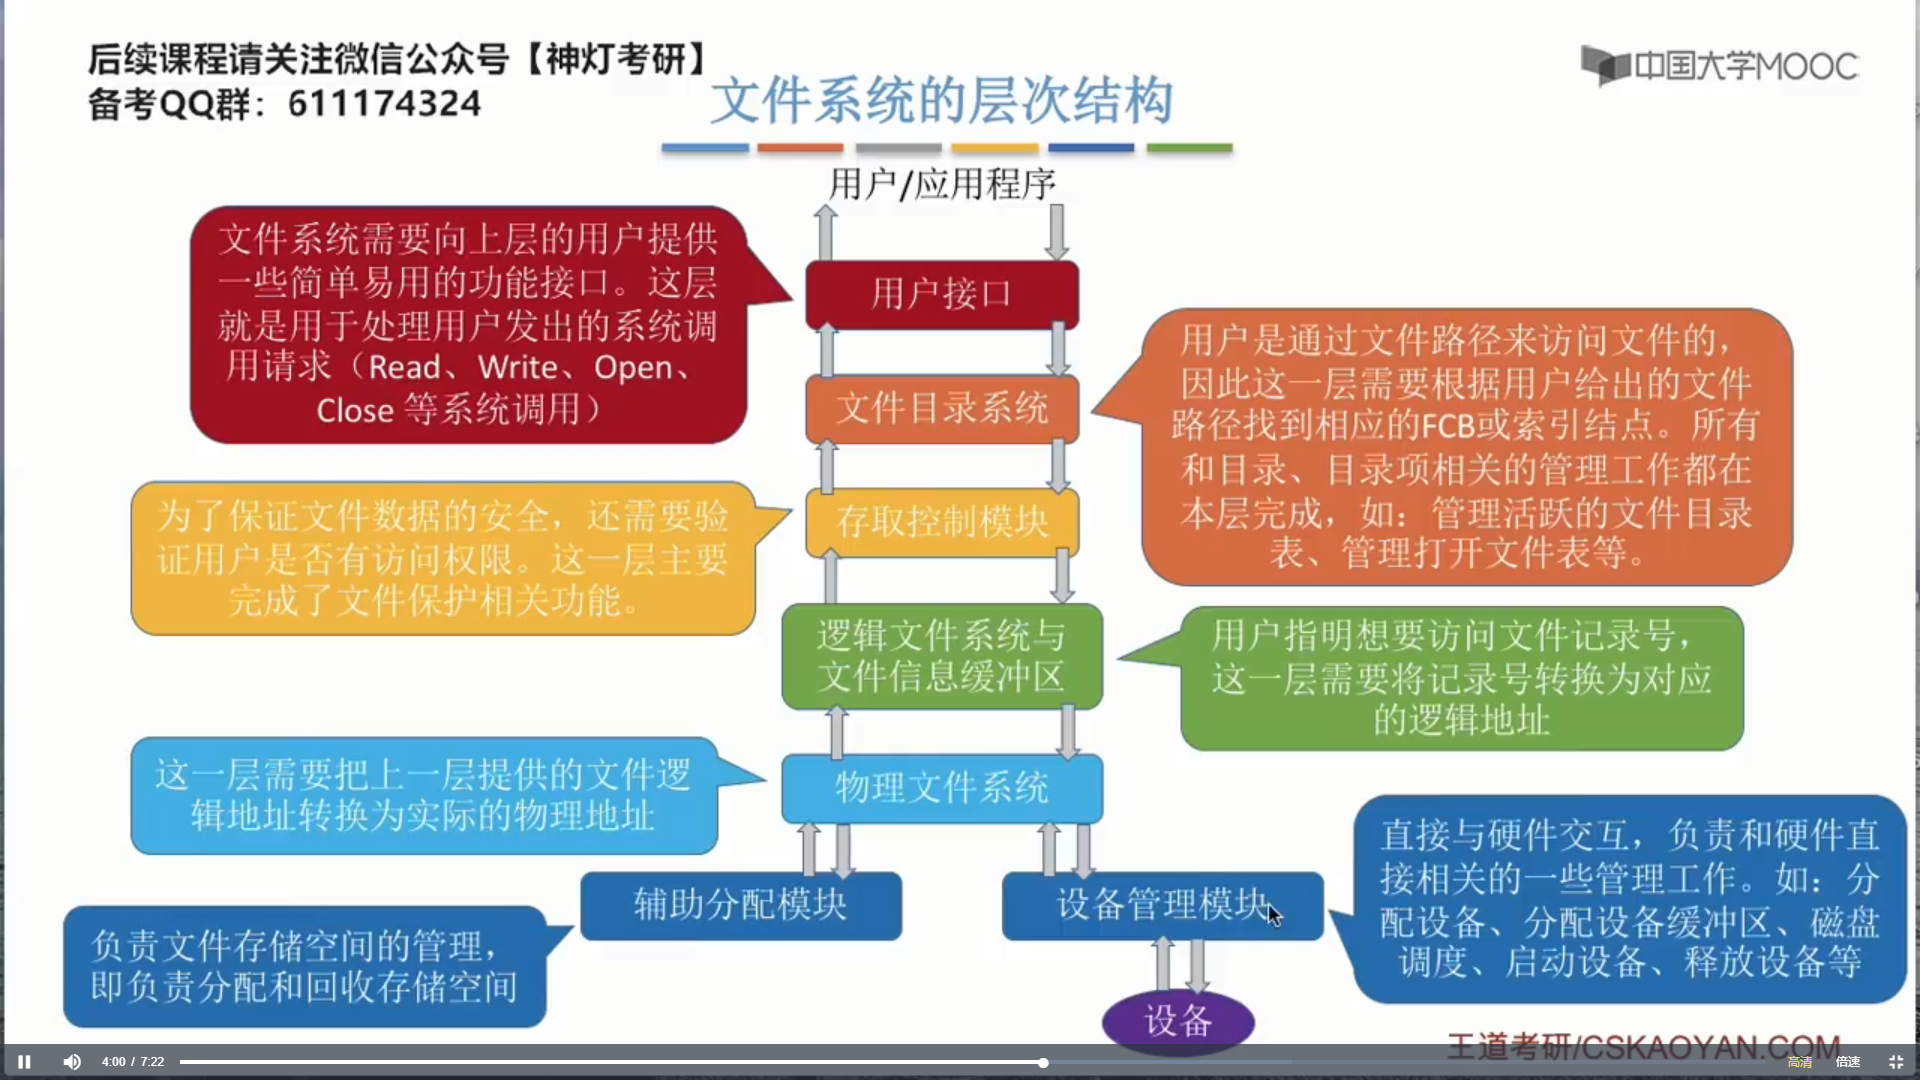 后续课程请关注微信公众号【神灯考研】
备考QQ群：611174324
中国大学MOOC
文件系统的层次结构
用户/应用程序
文件系统需要向上层的用户提供
一些简单易用的功能接口。这层
就是用于处理用户发出的系统调
用请求（Read、Write、Open、
Close 等系统调用）
用户接口
文件目录系统
用户是通过文件路径来访问文件的，
因此这一层需要根据用户给出的文件
路径找到相应的FCB或索引结点。所有
和目录、目录项相关的管理工作都在
本层完成，如：管理活跃的文件目录
表、管理打开文件表等。
为了保证文件数据的安全，还需要验
证用户是否有访问权限。这一层主要
完成了文件保护相关功能。
存取控制模块
逻辑文件系统与
文件信息缓冲区
用户指明想要访问文件记录号，
这一层需要将记录号转换为对应
的逻辑地址
这一层需要把上一层提供的文件逻
辑地址转换为实际的物理地址
物理文件系统
辅助分配模块
设备管理模块
直接与硬件交互，负责和硬件直
接相关的一些管理工作。如：分
配设备、分配设备缓冲区、磁盘
调度、启动设备、释放设备等
负责文件存储空间的管理，
即负责分配和回收存储空间
设备
王道考研/CSKAOYAN.COM
4:00 / 7:22
高清
倍速